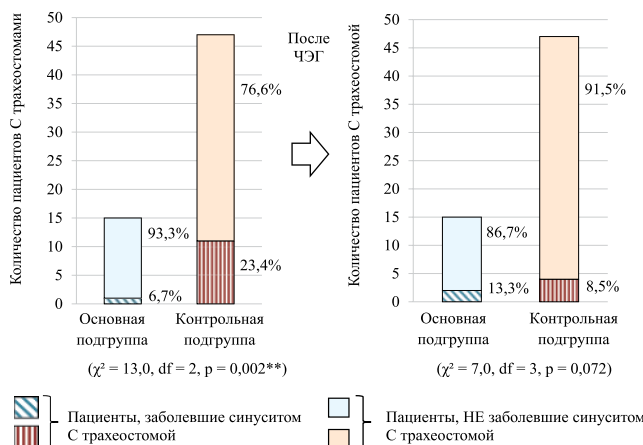 Количество пациентов С трахеостомами
50
45
40
35
30
25
20
15
10
5
0
76,6%
93,3%
23,4%
6,7%
Основная подгруппа
Контрольная подгруппа
(χ² = 13,0, df = 2, p = 0,002**)
После
ЧЭГ
Количество пациентов С трахеостомой
50
45
40
35
30
25
20
15
10
5
0
91,5%
86,7%
13,3%
8,5%
Основная подгруппа
Контрольная подгруппа
(χ² = 7,0, df = 3, p = 0,072)
Пациенты, заболевшие синуситом
С трахеостомой
Пациенты, НЕ заболевшие синуситом
С трахеостомой